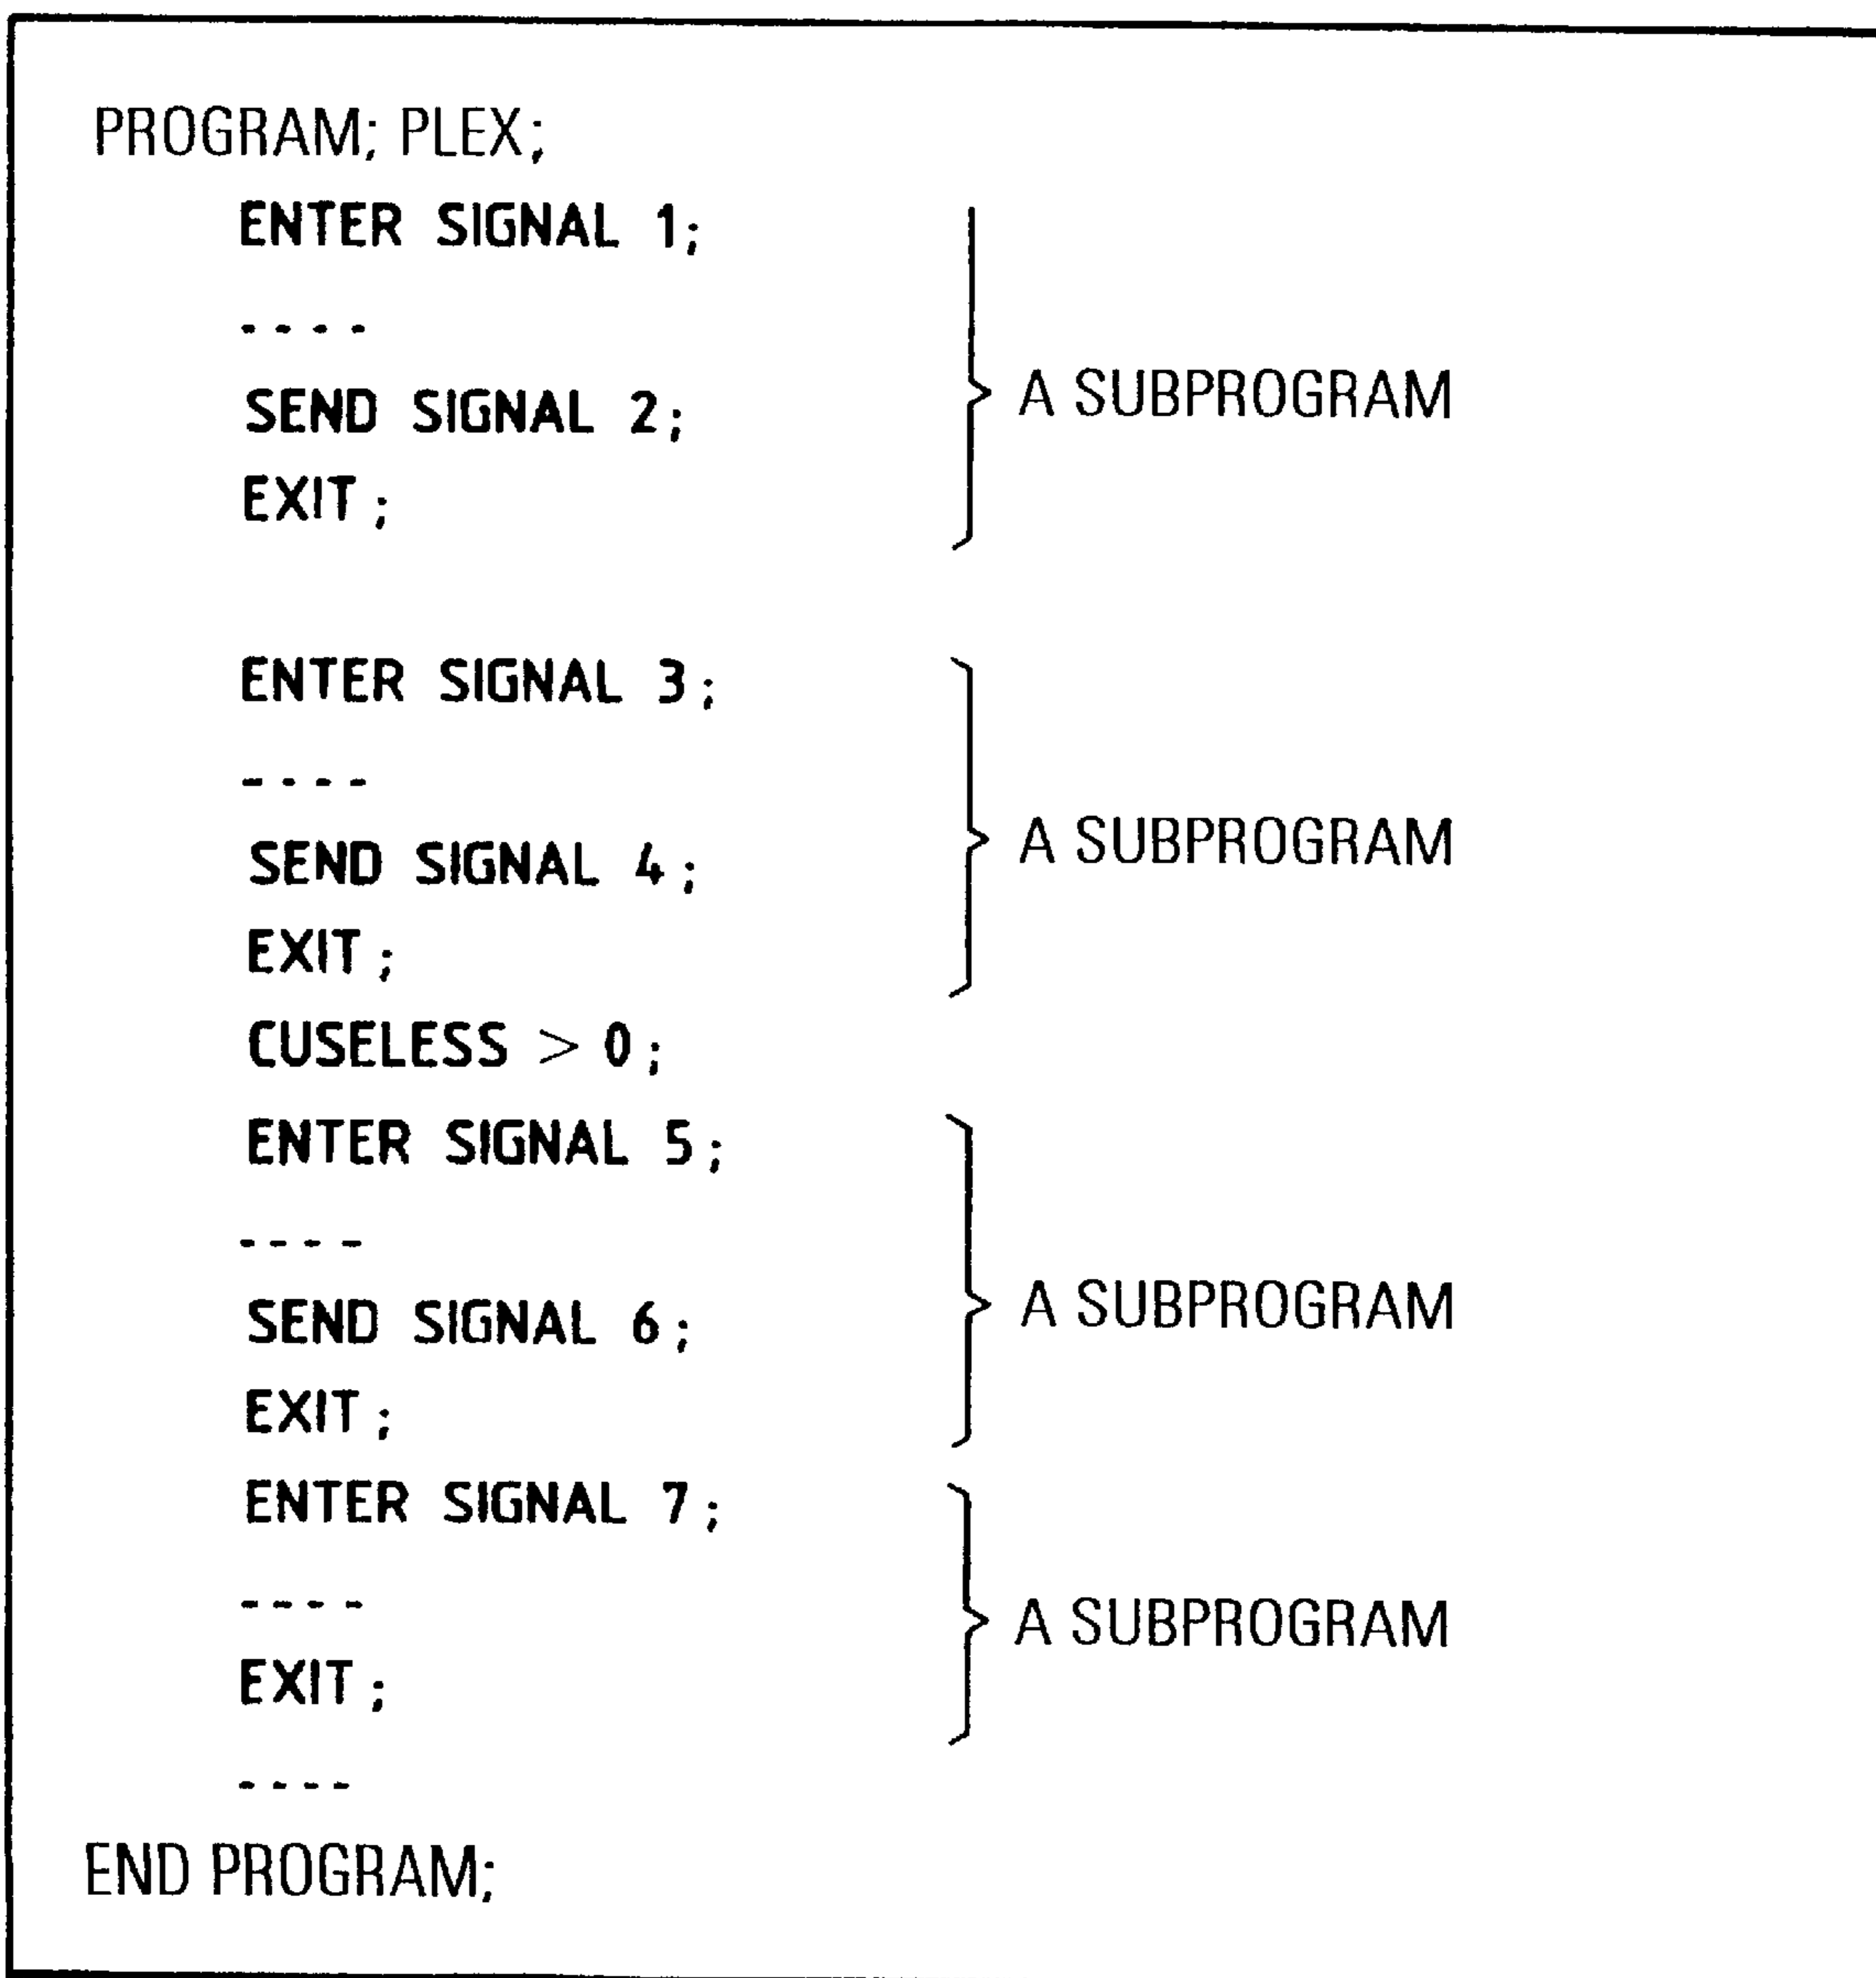 PROGRAM; PLEX;
ENTER SIGNAL 1;
- - - -
SEND SIGNAL 2;
A SUBPROGRAM
EXIT;
ENTER SIGNAL 3;
- - - -
SEND SIGNAL 4;
A SUBPROGRAM
EXIT;
CUSELESS > 0;
ENTER SIGNAL 5;
- - - -
SEND SIGNAL 6;
A SUBPROGRAM
EXIT;
ENTER SIGNAL 7;
- - - -
A SUBPROGRAM
EXIT;
- - - -
END PROGRAM;